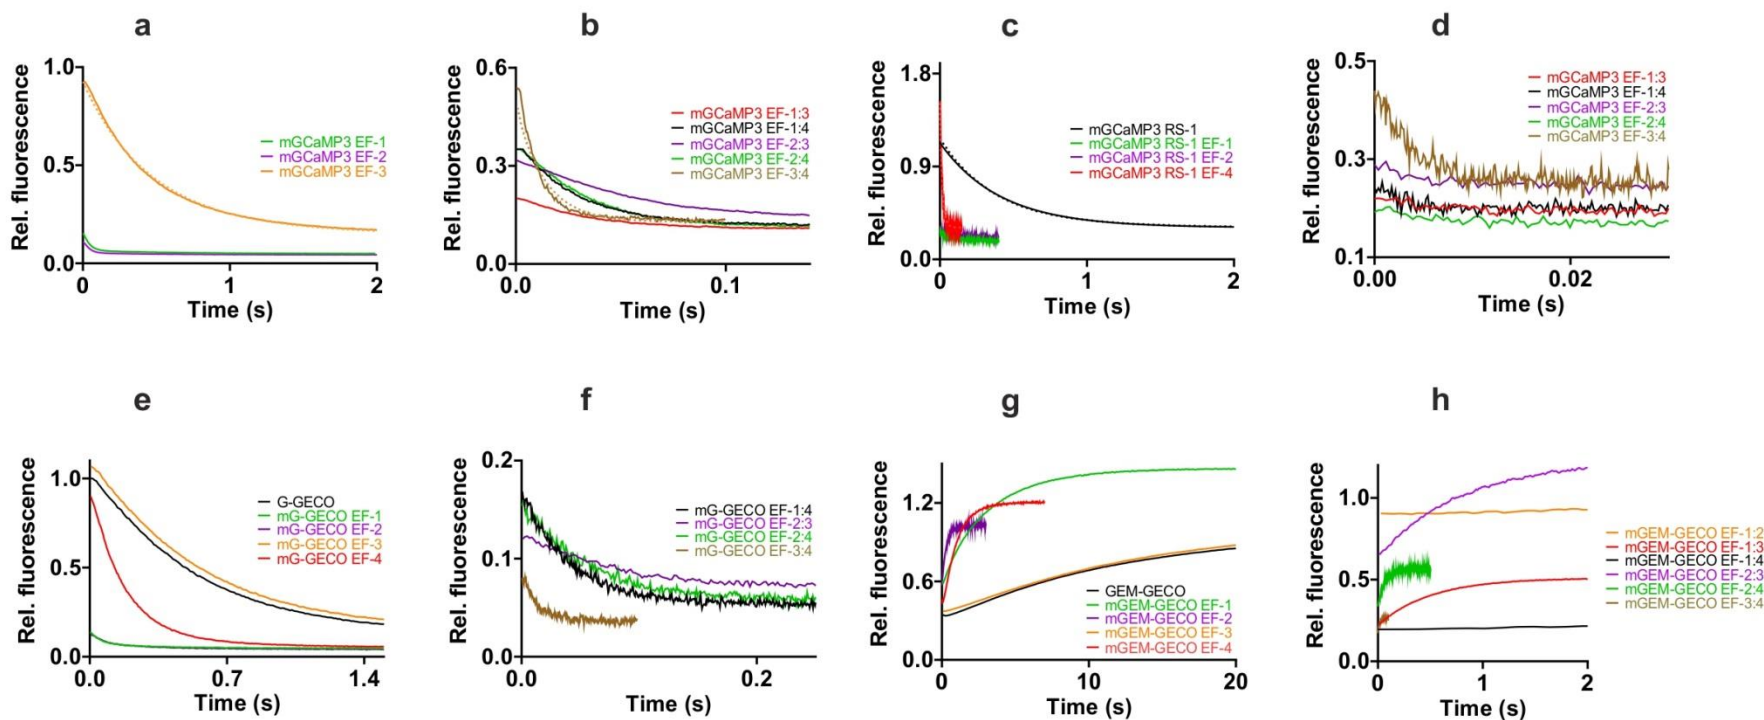 a
Rel. fluorescence
1.0
0.5
0.0
mGCaMP3 EF-1
mGCaMP3 EF-2
mGCaMP3 EF-3
0
1
2
Time (s)
b
Rel. fluorescence
0.6
0.3
0.0
mGCaMP3 EF-1:3
mGCaMP3 EF-1:4
mGCaMP3 EF-2:3
mGCaMP3 EF-2:4
mGCaMP3 EF-3:4
0.0
0.1
Time (s)
c
Rel. fluorescence
1.8
0.9
0.0
mGCaMP3 RS-1
mGCaMP3 RS-1 EF-1
mGCaMP3 RS-1 EF-2
mGCaMP3 RS-1 EF-4
0
1
2
Time (s)
d
Rel. fluorescence
0.5
0.3
0.1
mGCaMP3 EF-1:3
mGCaMP3 EF-1:4
mGCaMP3 EF-2:3
mGCaMP3 EF-2:4
mGCaMP3 EF-3:4
0.00
0.02
Time (s)
e
Rel. fluorescence
1.0
0.5
0.0
G-GECO
mG-GECO EF-1
mG-GECO EF-2
mG-GECO EF-3
mG-GECO EF-4
0.0
0.7
1.4
Time (s)
f
Rel. fluorescence
0.2
0.1
0.0
mG-GECO EF-1:4
mG-GECO EF-2:3
mG-GECO EF-2:4
mG-GECO EF-3:4
0.0
0.2
Time (s)
g
Rel. fluorescence
1.2
0.6
0.0
GEM-GECO
mGEM-GECO EF-1
mGEM-GECO EF-2
mGEM-GECO EF-3
mGEM-GECO EF-4
0
10
20
Time (s)
h
Rel. fluorescence
1.0
0.5
0.0
mGEM-GECO EF-1:2
mGEM-GECO EF-1:3
mGEM-GECO EF-1:4
mGEM-GECO EF-2:3
mGEM-GECO EF-2:4
mGEM-GECO EF-3:4
0
1
2
Time (s)